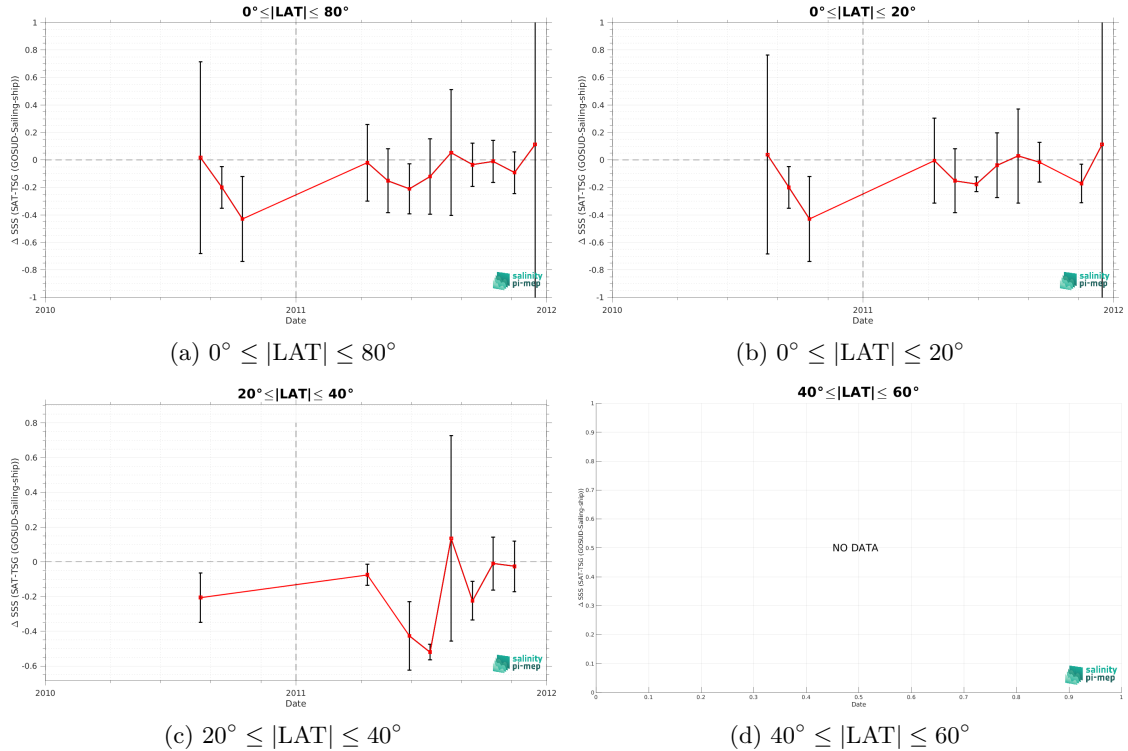 0°≤|LAT|≤ 80°
1
0.8
0.6
0.4
0.2
0
-0.2
-0.4
-0.6
-0.8
-1
Δ SSS (SAT-TSG (GOSUD-Sailing-ship))
2010
2011
2012
Date
salinity
pi-mep
(a) 0° ≤ |LAT| ≤ 80°
0°≤|LAT|≤ 20°
1
0.8
0.6
0.4
0.2
0
-0.2
-0.4
-0.6
-0.8
-1
Δ SSS (SAT-TSG (GOSUD-Sailing-ship))
2010
2011
2012
Date
salinity
pi-mep
(b) 0° ≤ |LAT| ≤ 20°
20°≤|LAT|≤ 40°
0.8
0.6
0.4
0.2
0
-0.2
-0.4
-0.6
Δ SSS (SAT-TSG (GOSUD-Sailing-ship))
2010
2011
2012
Date
salinity
pi-mep
(c) 20° ≤ |LAT| ≤ 40°
40°≤|LAT|≤ 60°
1
0.9
0.8
0.7
0.6
0.5
0.4
0.3
0.2
0.1
0
Δ SSS (SAT-TSG (GOSUD-Sailing-ship))
NO DATA
0
0.1
0.2
0.3
0.4
0.5
0.6
0.7
0.8
0.9
1
Date
salinity
pi-mep
(d) 40° ≤ |LAT| ≤ 60°